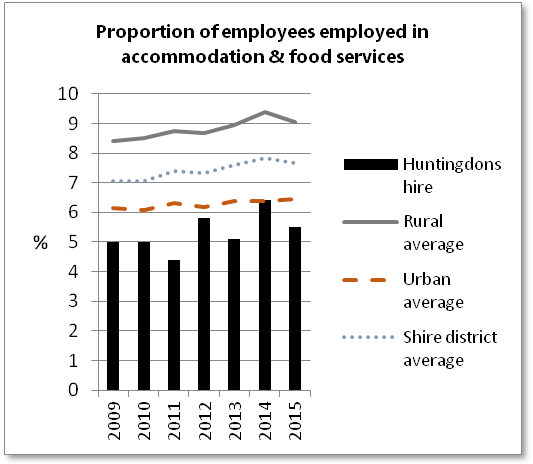 Proportion of employees employed in
accommodation & food services
10
9
8
7
6
5
4
3
2
1
0
%
2009
2010
2011
2012
2013
2014
2015
Huntingdons
hire
Rural
average
Urban
average
Shire district
average